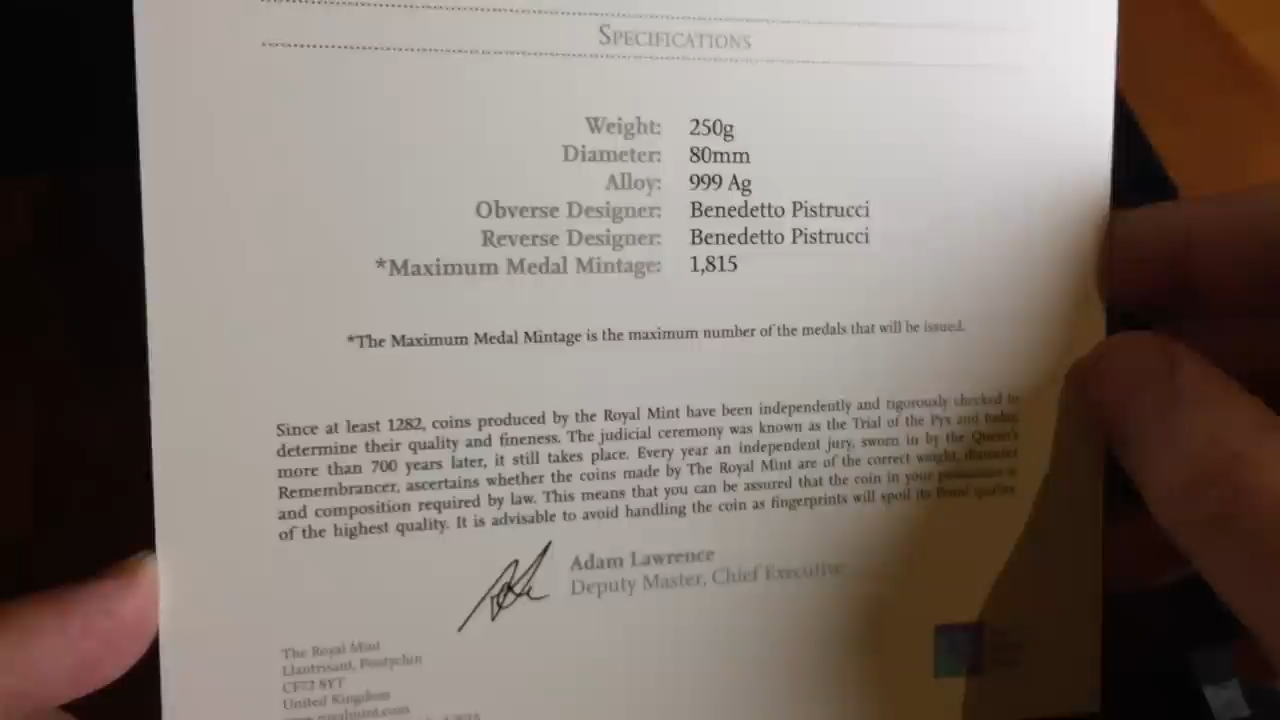 SPECIFICATIONS
Weight: 250g
Diameter: 80mm
Alloy: 999 Ag
Obverse Designer: Benedetto Pistrucci
Reverse Designer: Benedetto Pistrucci
*Maximum Medal Mintage: 1,815
*The Maximum Medal Mintage is the maximum number of the medals that will be issued.
Since at least 1282, coins produced by the Royal Mint have been independently and rigorously checked to
determine their quality and fineness. The judicial ceremony was known as the Trial of the Pyx and today,
more than 700 years later, it still takes place. Every year an independent jury, sworn in by the Queen's
Remembrancer, ascertains whether the coins made by The Royal Mint are of the correct weight, diameter
and composition required by law. This means that you can be assured that the coin in your possession is
of the highest quality. It is advisable to avoid handling the coin as fingerprints will spoil its quality.
Adam Lawrence
Deputy Master, Chief Executive
The Royal Mint
Llantrisant, Pontyclun
CF72 8YT
United Kingdom
www.royalmint.com